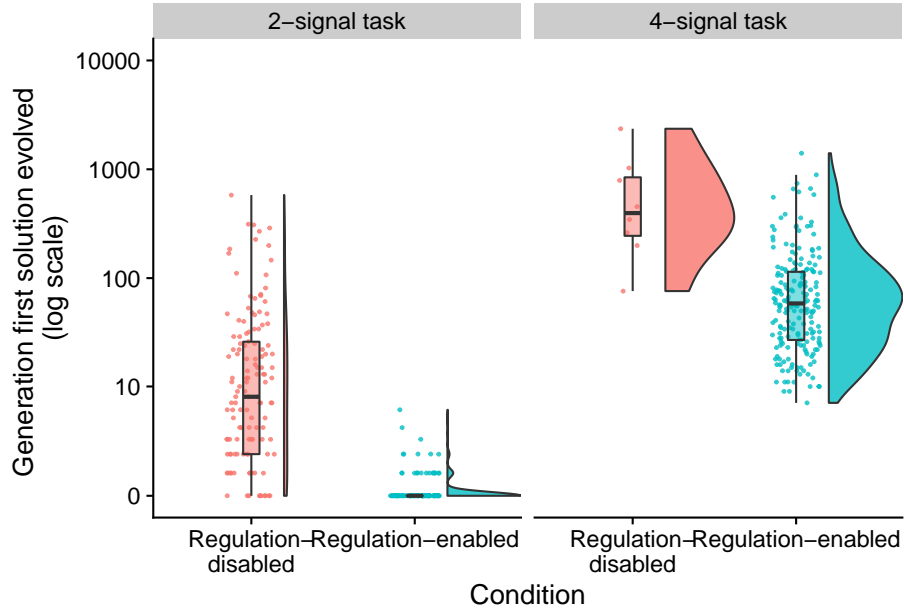 2−signal task
4−signal task
Generation first solution evolved
(log scale)
10000
1000
100
10
0
Regulation−
disabled
Regulation−enabled
Regulation−
disabled
Regulation−enabled
Condition